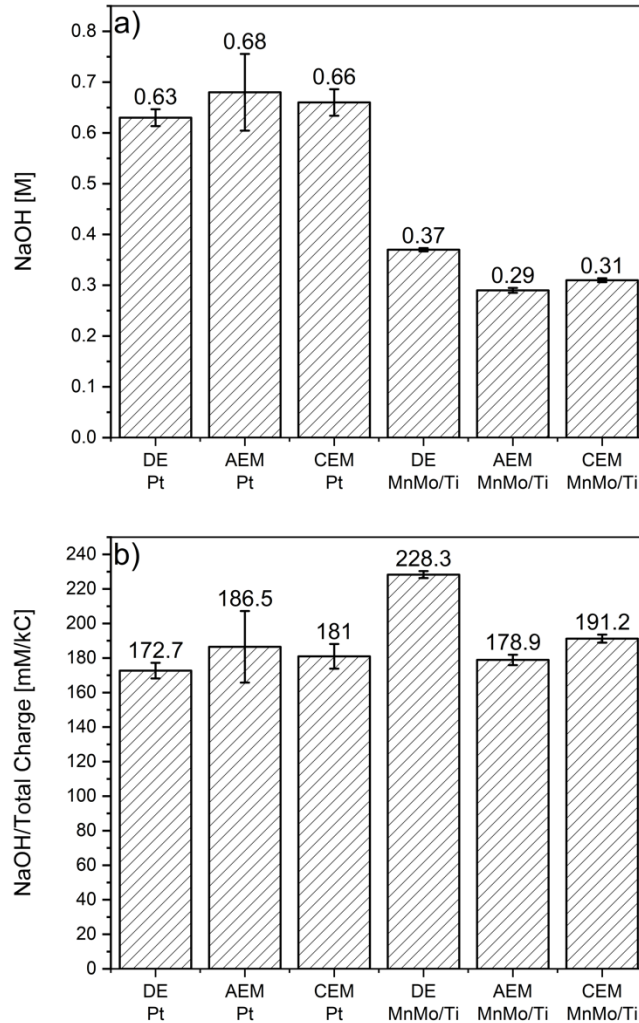 a)
NaOH [M]
0.8
0.7
0.6
0.5
0.4
0.3
0.2
0.1
0.0
0.63
0.68
0.66
0.37
0.29
0.31
DE
Pt
AEM
Pt
CEM
Pt
DE
MnMo/Ti
AEM
MnMo/Ti
CEM
MnMo/Ti
b)
NaOH/Total Charge [mM/kC]
240
220
200
180
160
140
120
100
80
60
40
20
0
172.7
186.5
181
228.3
178.9
191.2
DE
Pt
AEM
Pt
CEM
Pt
DE
MnMo/Ti
AEM
MnMo/Ti
CEM
MnMo/Ti